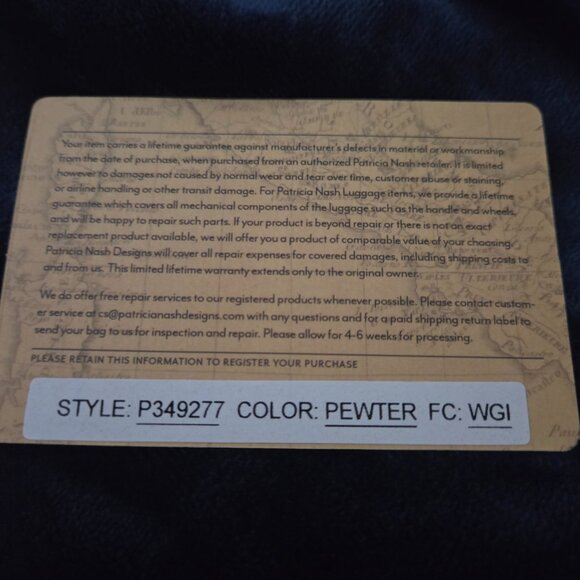 Your item carries a lifetime guarantee against manufacturer's defects in material or workmanship
from the date of purchase, when purchased from an authorized Patricia Nash retailer. It is limited
however to damages not caused by normal wear and tear over time, customer abuse or staining,
or airline handling or other transit damage. For Patricia Nash Luggage items, we provide a lifetime
guarantee which covers all mechanical components of the luggage such as the handle and wheels,
and will be happy to repair such parts. If your product is beyond repair or there is not an exact
replacement product available, we will offer you a product of comparable value of your choosing.
Patricia Nash Designs will cover all repair expenses for covered damages, including shipping costs to
and from us. This limited lifetime warranty extends only to the original owner.
We do offer free repair services to our registered products whenever possible. Please contact custom-
er service at cs@patricianashdesigns.com with any questions and for a paid shipping return label to
send your bag to us for inspection and repair. Please allow for 4-6 weeks for processing.
PLEASE RETAIN THIS INFORMATION TO REGISTER YOUR PURCHASE
STYLE: P349277 COLOR: PEWTER FC: WGI